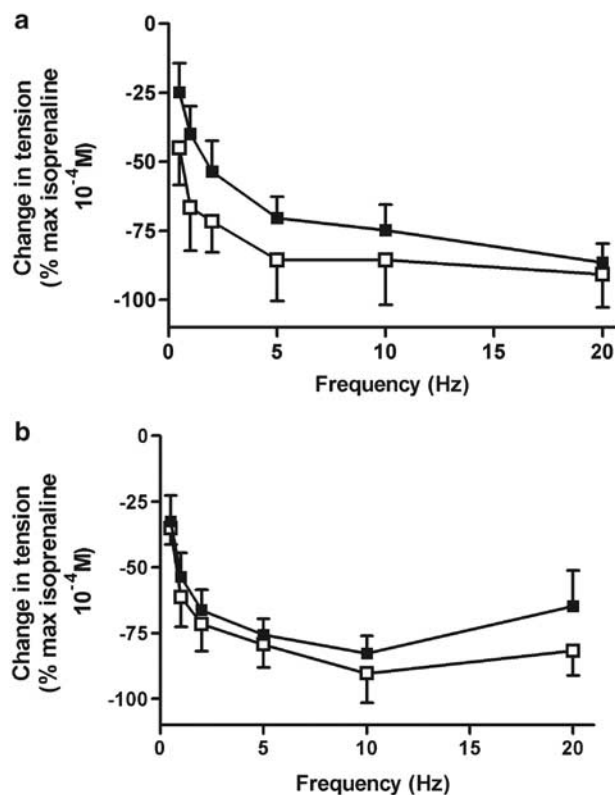 a
0
-25
-50
-75
-100
Change in tension
(% max isoprenaline
10⁻⁴M)
0 5 10 15 20
Frequency (Hz)
b
0
-25
-50
-75
-100
Change in tension
(% max isoprenaline
10⁻⁴M)
0 5 10 15 20
Frequency (Hz)